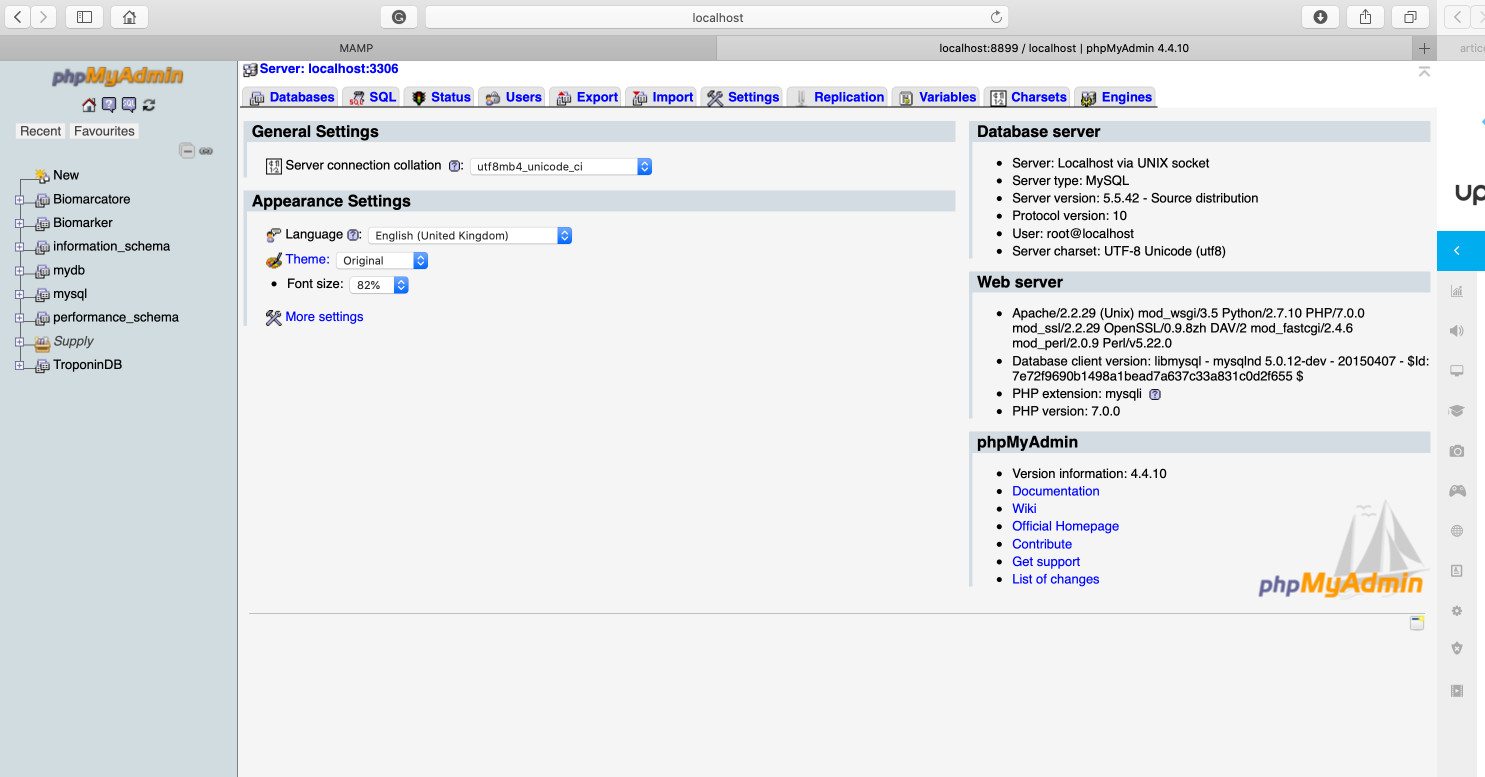 localhost
MAMP
localhost:8899 / localhost | phpMyAdmin 4.4.10
phpMyAdmin
Recent
Favourites
New
Biomarcatore
Biomarker
information_schema
mydb
mysql
performance_schema
Supply
TroponinDB
Server: localhost:3306
Databases
SQL
Status
Users
Export
Import
Settings
Replication
Variables
Charsets
Engines
General Settings
Server connection collation : utf8mb4_unicode_ci
Appearance Settings
Language : English (United Kingdom)
Theme: Original
• Font size: 82%
More settings
Database server
• Server: Localhost via UNIX socket
• Server type: MySQL
• Server version: 5.5.42 - Source distribution
• Protocol version: 10
• User: root@localhost
• Server charset: UTF-8 Unicode (utf8)
Web server
• Apache/2.2.29 (Unix) mod_wsgi/3.5 Python/2.7.10 PHP/7.0.0
mod_ssl/2.2.29 OpenSSL/0.9.8zh DAV/2 mod_fastcgi/2.4.6
mod_perl/2.0.9 Perl/v5.22.0
• Database client version: libmysql - mysqlnd 5.0.12-dev - 20150407 - $Id:
7e72f9690b1498a1bead7a637c33a831c0d2f655 $
• PHP extension: mysqli
• PHP version: 7.0.0
phpMyAdmin
• Version information: 4.4.10
• Documentation
• Wiki
• Official Homepage
• Contribute
• Get support
• List of changes
phpMyAdmin